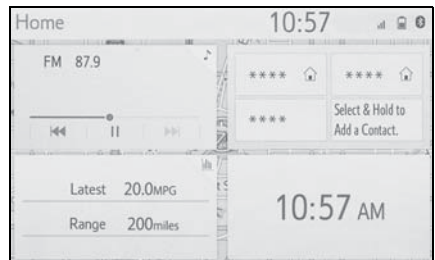 Home 10:57
FM 87.9
**** ****
**** Select & Hold to
Add a Contact.
Latest 20.0MPG
Range 200miles
10:57 AM